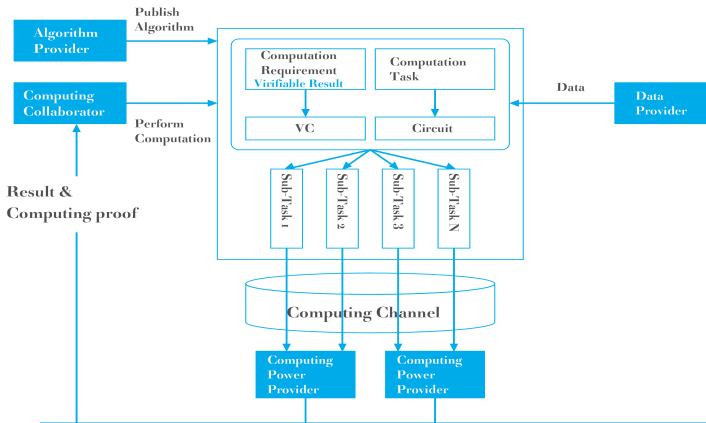 Publish
Algorithm
Algorithm
Provider
Computation
Requirement
Virifiable Result
Computation
Task
Computing
Collaborator
Perform
Computation
VC
Circuit
Data
Data
Provider
Sub-Task 1
Sub-Task 2
Sub-Task 3
Sub-Task N
Result &
Computing proof
Computing Channel
Computing
Power
Provider
Computing
Power
Provider